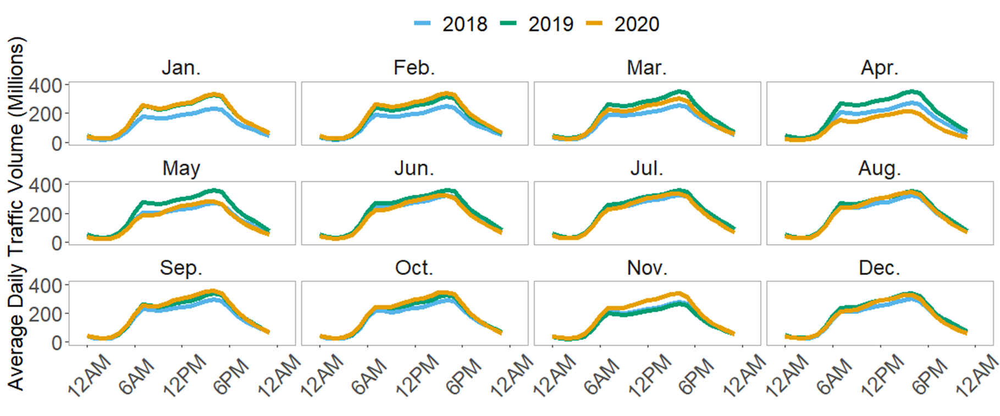 2018 2019 2020
Average Daily Traffic Volume (Millions)
Jan. Feb. Mar. Apr.
400
200
0
May Jun. Jul. Aug.
400
200
0
Sep. Oct. Nov. Dec.
400
200
0
12AM 6AM 12PM 6PM 12AM 12AM 6AM 12PM 6PM 12AM 12AM 6AM 12PM 6PM 12AM 12AM 6AM 12PM 6PM 12AM